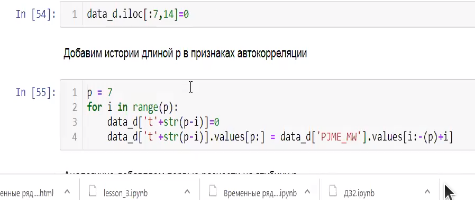 In [54]:
1 data_d.iloc[:7,14]=0
Добавим истории длиной p в признаках автокорреляции
In [55]:
1 p = 7
2 for i in range(p):
3 data_d['t'+str(p-i)]=0
4 data_d['t'+str(p-i)].values[p:] = data_d['PJME_MW'].values[i:-(p)+i]
енные ряд....html
lesson_3.ipynb
Временные ряд....ipynb
ДЗ2.ipynb